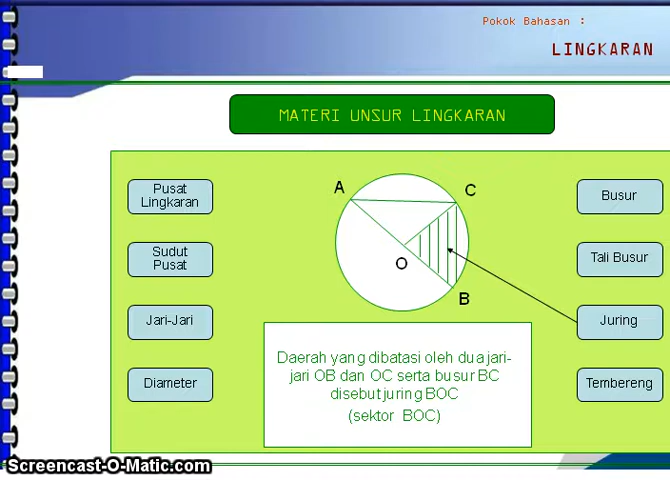 Pokok Bahasan :
LINGKARAN
MATERI UNSUR LINGKARAN
Pusat
Lingkaran
Sudut
Pusat
Jari-Jari
Diameter
A
C
O
B
Busur
Tali Busur
Juring
Tembereng
Daerah yang dibatasi oleh dua jari-
jari OB dan OC serta busur BC
disebut juring BOC
(sektor BOC)
Screencast-O-Matic.com